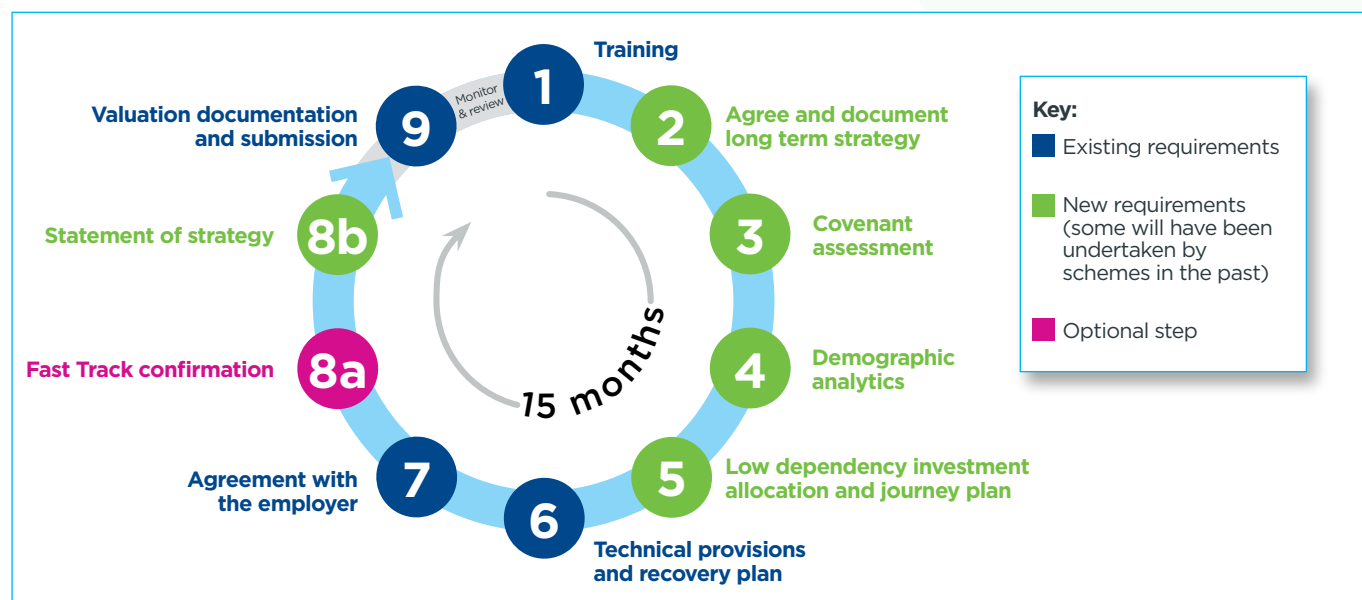 1
Training
2
Agree and document
long term strategy
3
Covenant
assessment
4
Demographic
analytics
5
Low dependency investment
allocation and journey plan
6
Technical provisions
and recovery plan
7
Agreement with
the employer
8a
Fast Track confirmation
8b
Statement of strategy
9
Valuation documentation
and submission
Monitor
& review
15 months
Key:
Existing requirements
New requirements
(some will have been
undertaken by
schemes in the past)
Optional step